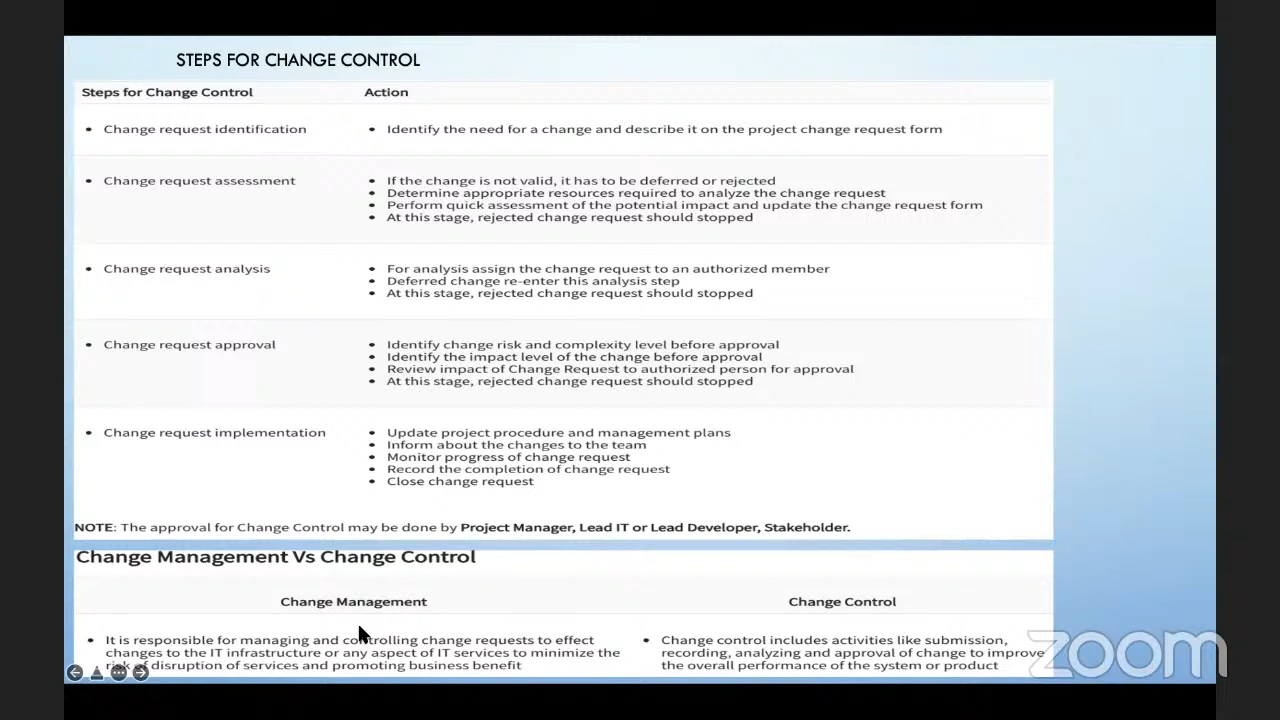 STEPS FOR CHANGE CONTROL
Steps for Change Control
Action
• Change request identification
• Identify the need for a change and describe it on the project change request form
• Change request assessment
• If the change is not valid, it has to be deferred or rejected
• Determine appropriate resources required to analyze the change request
• Perform quick assessment of the potential impact and update the change request form
• At this stage, rejected change request should stopped
• Change request analysis
• For analysis assign the change request to an authorized member
• Deferred change re-enter this analysis step
• At this stage, rejected change request should stopped
• Change request approval
• Identify change risk and complexity level before approval
• Identify the impact level of the change before approval
• Review impact of Change Request to authorized person for approval
• At this stage, rejected change request should stopped
• Change request implementation
• Update project procedure and management plans
• Inform about the changes to the team
• Monitor progress of change request
• Record the completion of change request
• Close change request
NOTE: The approval for Change Control may be done by Project Manager, Lead IT or Lead Developer, Stakeholder.
Change Management Vs Change Control
Change Management
Change Control
• It is responsible for managing and controlling change requests to effect
changes to the IT infrastructure or any aspect of IT services to minimize the
risk of disruption of services and promoting business benefit
• Change control includes activities like submission,
recording, analyzing and approval of change to improve
the overall performance of the system or product
zoom